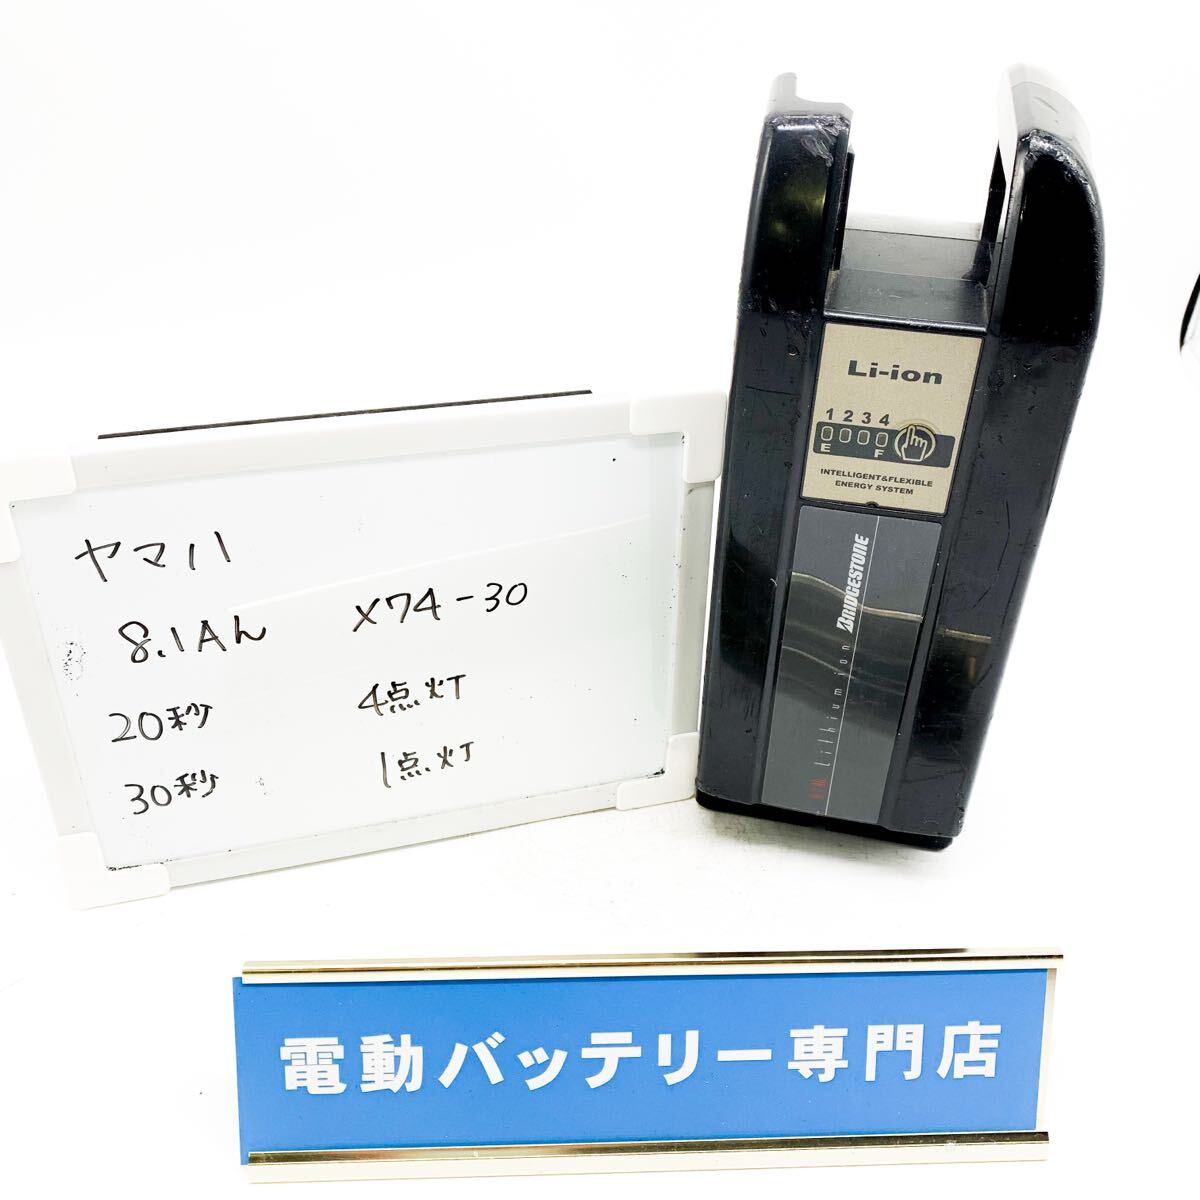 ヤマハ
8.1Ah X74-30
20秒 4点灯
30秒 1点灯
Li-ion
1 2 3 4
E F
INTELLIGENT&FLEXIBLE
ENERGY SYSTEM
BRIDGESTONE
Lithium ion
電動バッテリー専門店